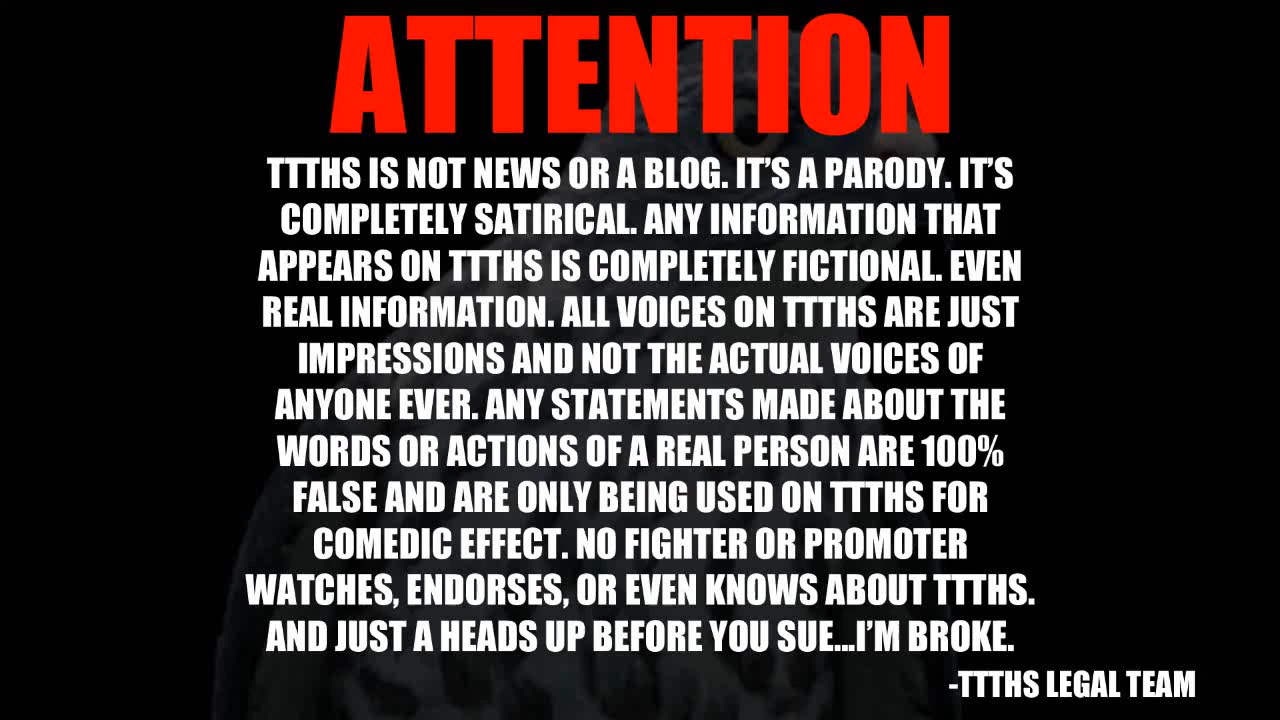 ATTENTION
TTTHS IS NOT NEWS OR A BLOG. IT'S A PARODY. IT'S
COMPLETELY SATIRICAL. ANY INFORMATION THAT
APPEARS ON TTTHS IS COMPLETELY FICTIONAL. EVEN
REAL INFORMATION. ALL VOICES ON TTTHS ARE JUST
IMPRESSIONS AND NOT THE ACTUAL VOICES OF
ANYONE EVER. ANY STATEMENTS MADE ABOUT THE
WORDS OR ACTIONS OF A REAL PERSON ARE 100%
FALSE AND ARE ONLY BEING USED ON TTTHS FOR
COMEDIC EFFECT. NO FIGHTER OR PROMOTER
WATCHES, ENDORSES, OR EVEN KNOWS ABOUT TTTHS.
AND JUST A HEADS UP BEFORE YOU SUE...I'M BROKE.
-TTTHS LEGAL TEAM